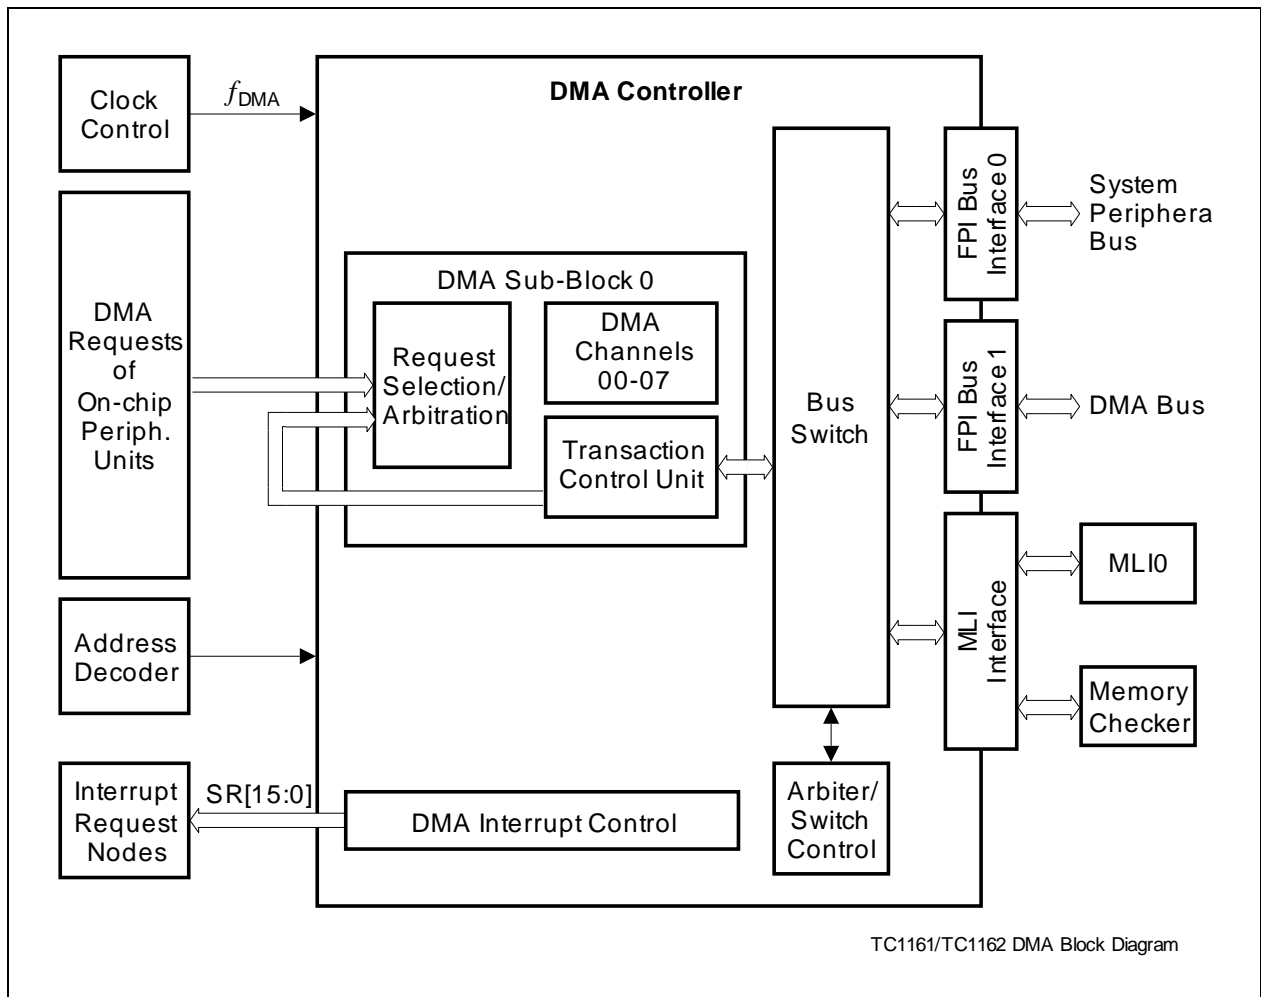 Clock
Control
fDMA
DMA Controller
DMA
Requests
of
On-chip
Periph.
Units
DMA Sub-Block 0
Request
Selection/
Arbitration
DMA
Channels
00-07
Transaction
Control Unit
Bus
Switch
FPI Bus
Interface 0
System
Periphera
Bus
FPI Bus
Interface 1
DMA Bus
MLI
Interface
MLI0
Memory
Checker
Address
Decoder
Interrupt
Request
Nodes
SR[15:0]
DMA Interrupt Control
Arbiter/
Switch
Control
TC1161/TC1162 DMA Block Diagram